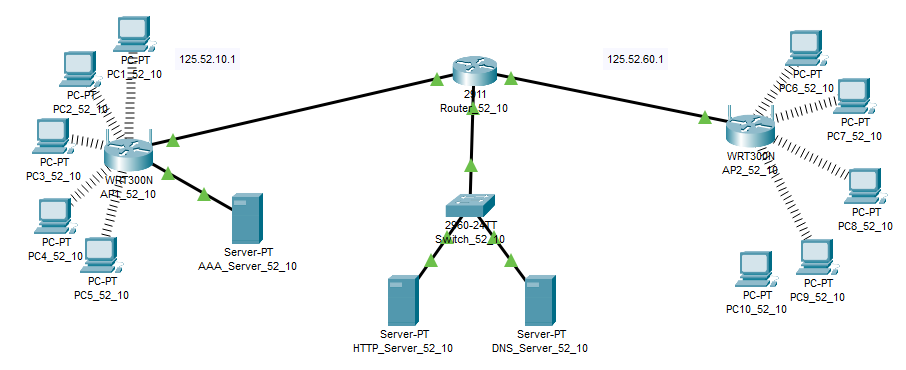 PC-PT
PC1_52_10
125.52.10.1
PC-PT
PC2_52_10
PC-PT
PC3_52_10
PC-PT
PC4_52_10
PC-PT
PC5_52_10
WRT300N
AP1_52_10
Server-PT
AAA_Server_52_10
2911
Router_52_10
2960-24TT
Switch_52_10
Server-PT
HTTP_Server_52_10
Server-PT
DNS_Server_52_10
125.52.60.1
WRT300N
AP2_52_10
PC-PT
PC6_52_10
PC-PT
PC7_52_10
PC-PT
PC8_52_10
PC-PT
PC9_52_10
PC-PT
PC10_52_10